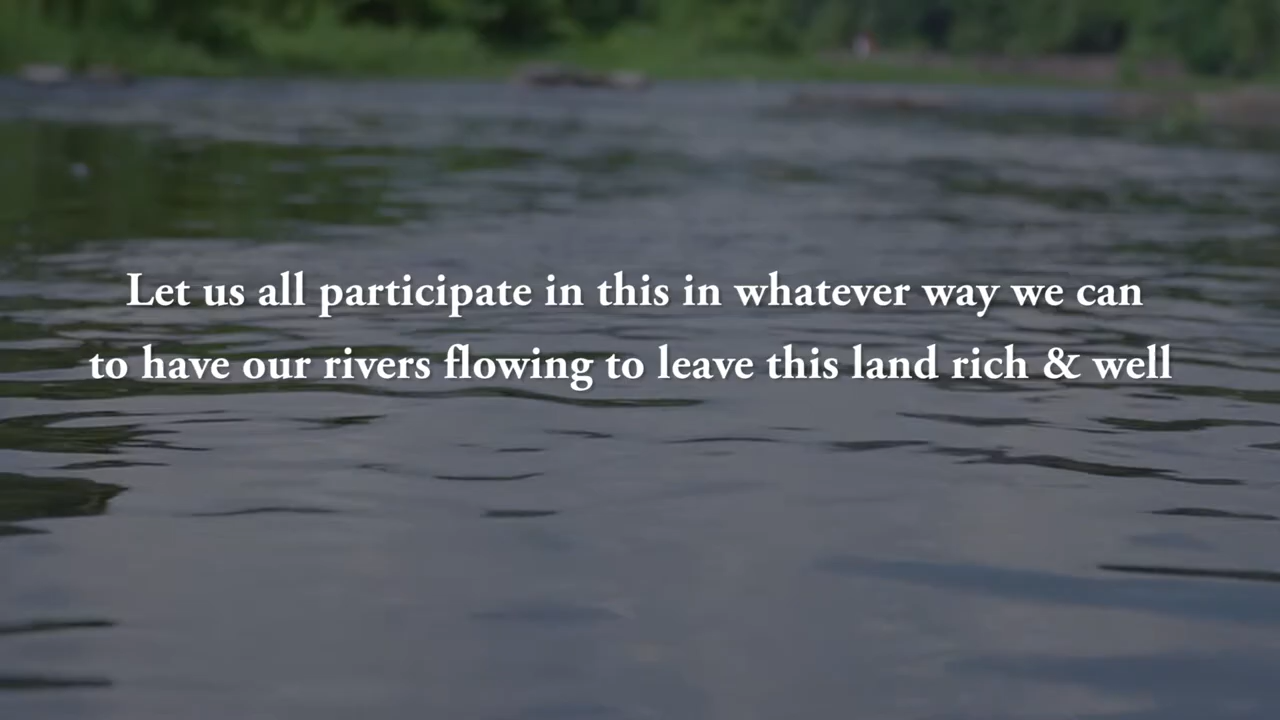 Let us all participate in this in whatever way we can
to have our rivers flowing to leave this land rich & well